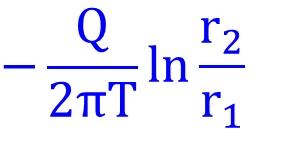 − Q/2πT ln r₂/r₁